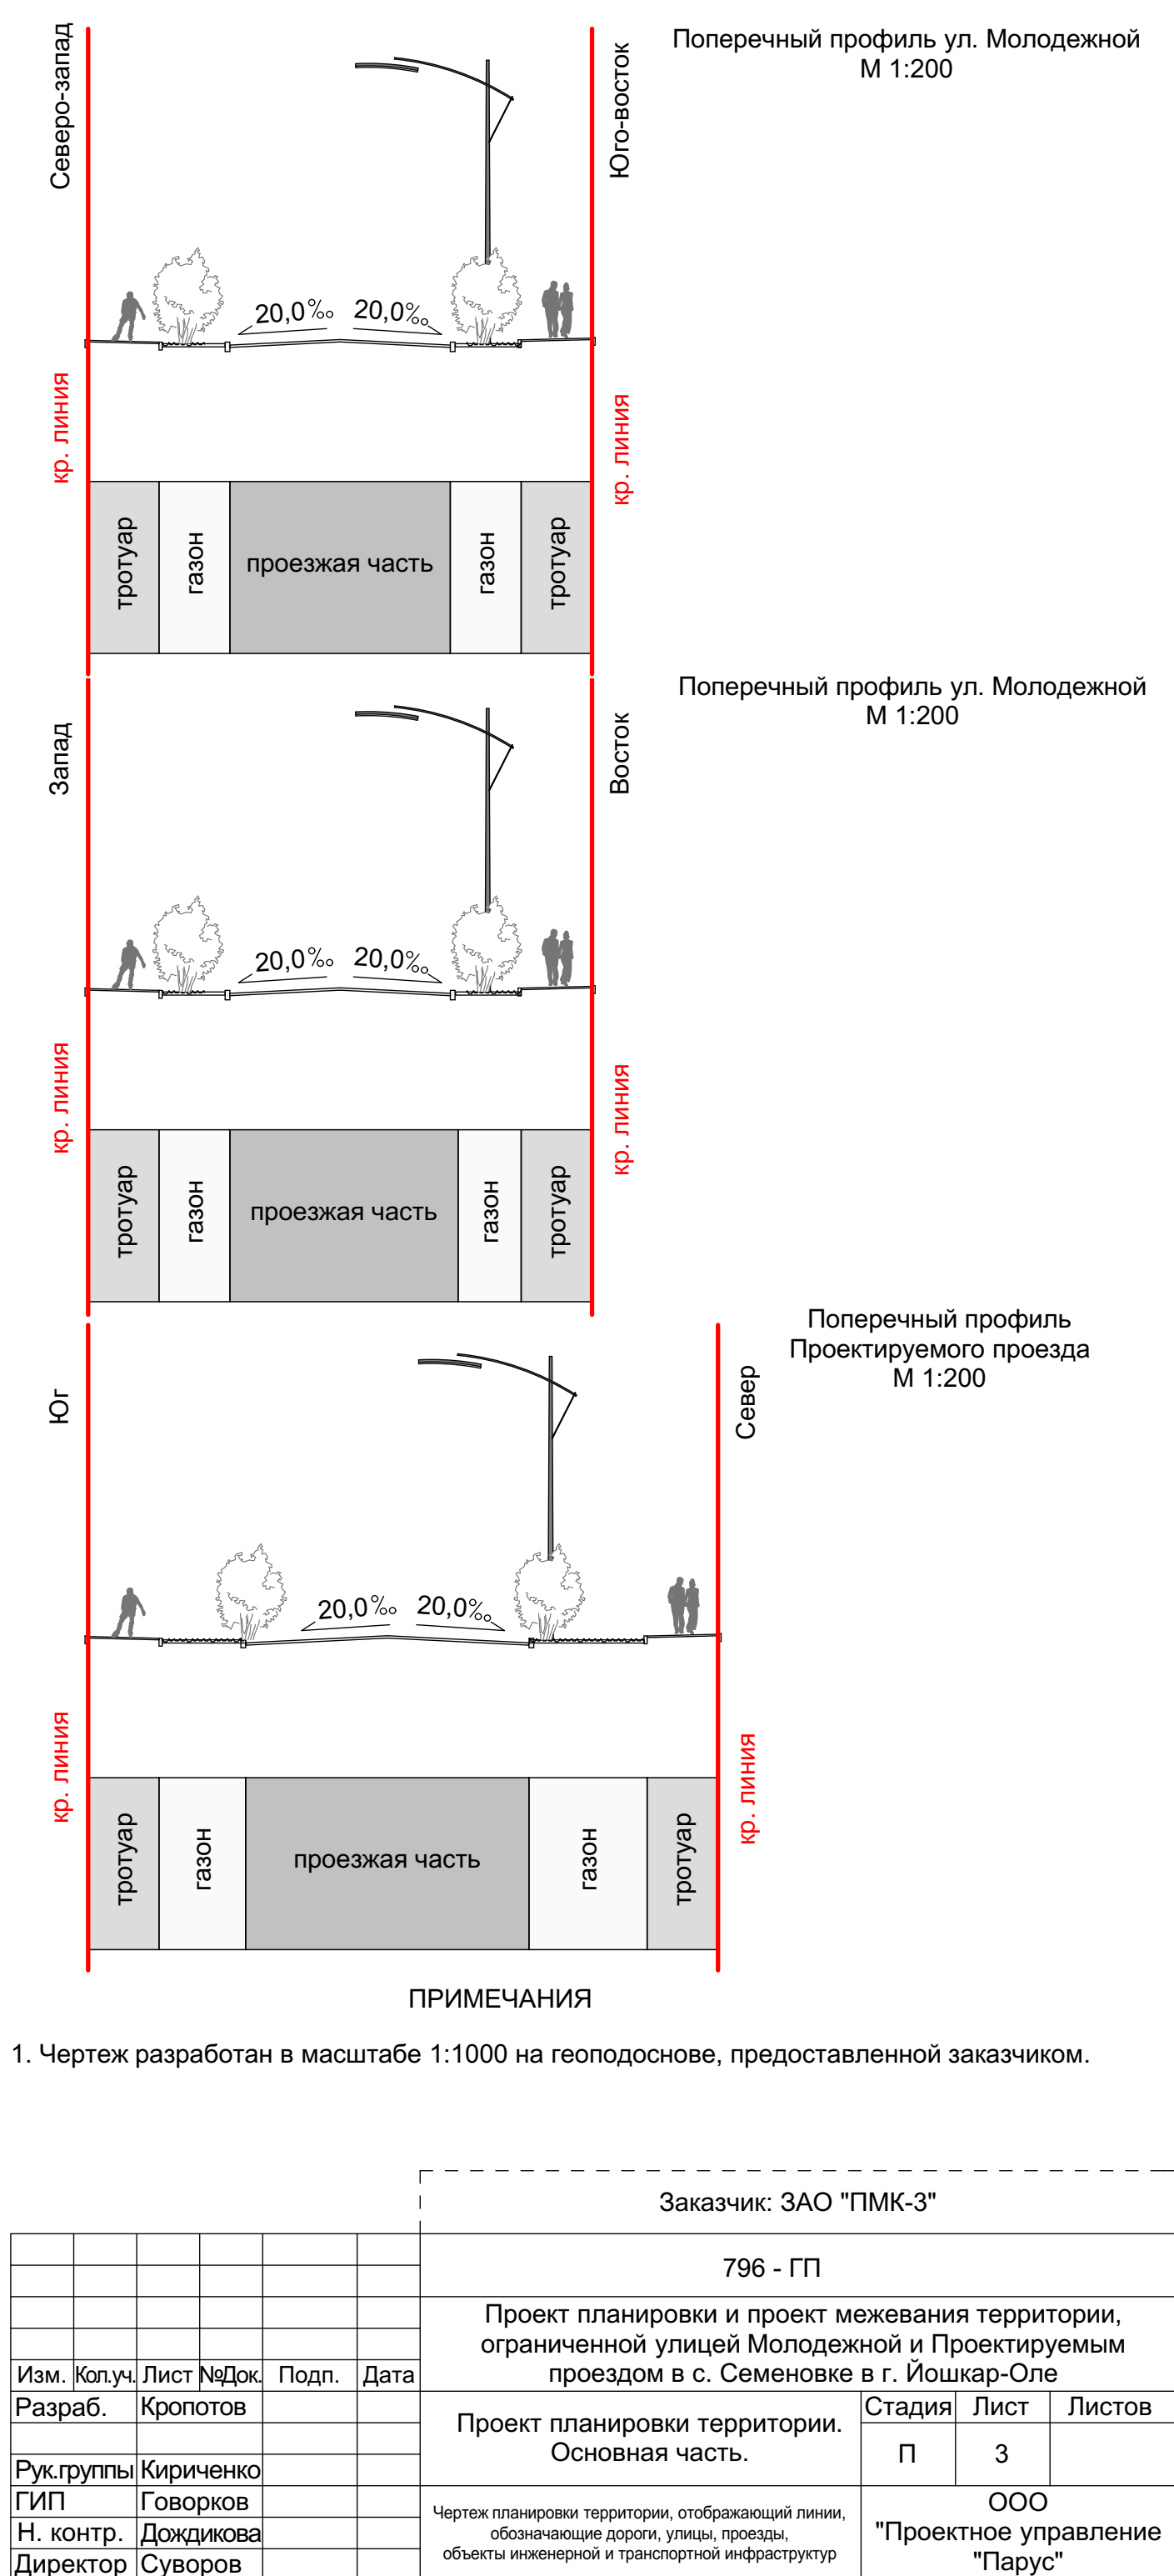 Северо-запад
Юго-восток
Поперечный профиль ул. Молодежной
М 1:200
20,0‰ 20,0‰
кр. линия
кр. линия
тротуар
газон
проезжая часть
газон
тротуар
Поперечный профиль ул. Молодежной
М 1:200
Запад
Восток
20,0‰ 20,0‰
кр. линия
кр. линия
тротуар
газон
проезжая часть
газон
тротуар
Поперечный профиль
Проектируемого проезда
М 1:200
Юг
Север
20,0‰ 20,0‰
кр. линия
кр. линия
тротуар
газон
проезжая часть
газон
тротуар
ПРИМЕЧАНИЯ
1. Чертеж разработан в масштабе 1:1000 на геоподоснове, предоставленной заказчиком.
Заказчик: ЗАО "ПМК-3"
796 - ГП
Проект планировки и проект межевания территории,
ограниченной улицей Молодежной и Проектируемым
проездом в с. Семеновке в г. Йошкар-Оле
Изм. Кол.уч. Лист №Док. Подп. Дата
Разраб. Кропотов
Рук.группы Кириченко
ГИП Говорков
Н. контр. Дождикова
Директор Суворов
Проект планировки территории.
Основная часть.
Стадия Лист Листов
П 3
Чертеж планировки территории, отображающий линии,
обозначающие дороги, улицы, проезды,
объекты инженерной и транспортной инфраструктур
ООО
"Проектное управление
"Парус"